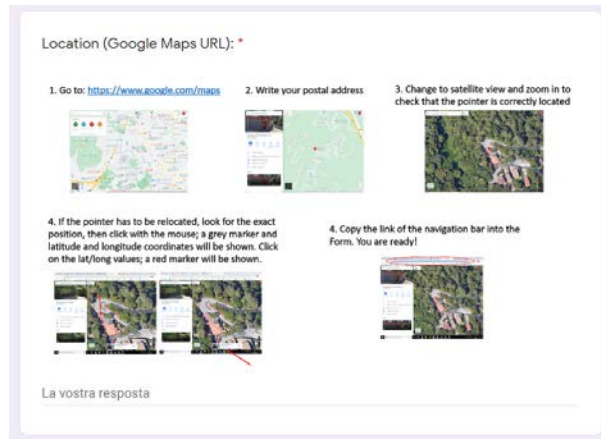 Location (Google Maps URL): *
1. Go to: https://www.google.com/maps
2. Write your postal address
3. Change to satellite view and zoom in to
check that the pointer is correctly located
4. If the pointer has to be relocated, look for the exact
position, then click with the mouse; a grey marker and
latitude and longitude coordinates will be shown. Click
on the lat/long values; a red marker will be shown.
4. Copy the link of the navigation bar into the
Form. You are ready!
La vostra resposta